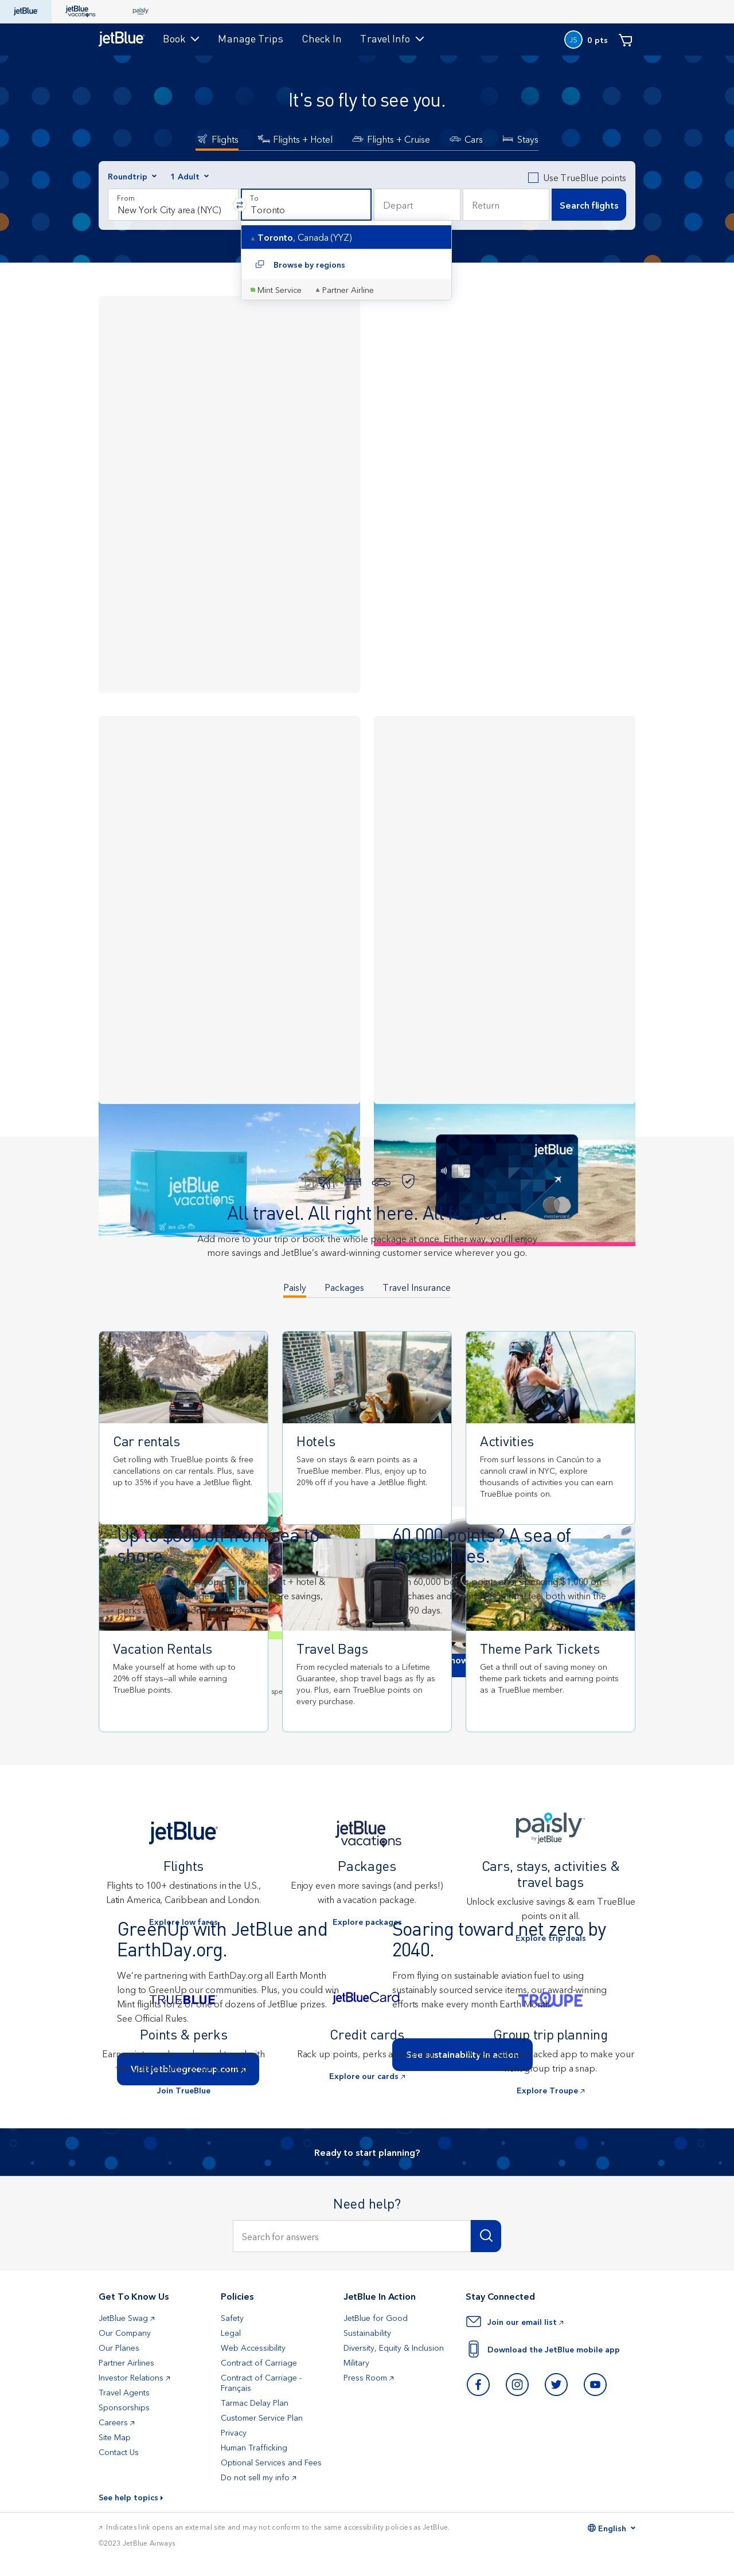 jetBlue
jetBlue vacations
paisly
jetBlue
Book
Manage Trips
Check In
Travel Info
JS
0 pts
It's so fly to see you.
Flights
Flights + Hotel
Flights + Cruise
Cars
Stays
Roundtrip
1 Adult
Use TrueBlue points
From
New York City area (NYC)
To
Toronto
Depart
Return
Search flights
Toronto, Canada (YYZ)
Browse by regions
Mint Service
Partner Airline
jetBlue
vacations
jetBlue
mastercard
All travel. All right here. All for you.
Add more to your trip or book the whole package at once. Either way, you'll enjoy
more savings and JetBlue's award-winning customer service wherever you go.
Paisly
Packages
Travel Insurance
Car rentals
Get rolling with TrueBlue points & free
cancellations on car rentals. Plus, save
up to 35% if you have a JetBlue flight.
Hotels
Save on stays & earn points as a
TrueBlue member. Plus, enjoy up to
20% off if you have a JetBlue flight.
Activities
From surf lessons in Cancún to a
cannoli crawl in NYC, explore
thousands of activities you can earn
TrueBlue points on.
Up to $500 off from sea to
shore.
60,000 points? A sea of
possibilities.
Vacation Rentals
Make yourself at home with up to
20% off stays—all while earning
TrueBlue points.
Travel Bags
From recycled materials to a Lifetime
Guarantee, shop travel bags as fly as
you. Plus, earn TrueBlue points on
every purchase.
Theme Park Tickets
Get a thrill out of saving money on
theme park tickets and earning points
as a TrueBlue member.
jetBlue
Flights
Flights to 100+ destinations in the U.S.,
Latin America, Caribbean and London.
Explore low fares
jetBlue
vacations
Packages
Enjoy even more savings (and perks!)
with a vacation package.
Explore packages
paisly
by jetBlue
Cars, stays, activities &
travel bags
Unlock exclusive savings & earn TrueBlue
points on it all.
Explore trip deals
GreenUp with JetBlue and
EarthDay.org.
We're partnering with EarthDay.org all Earth Month
long to GreenUp our communities. Plus, you could win
Mint flights for 2 or one of dozens of JetBlue prizes.
See Official Rules.
Visit jetbluegreenup.com
Soaring toward net zero by
2040.
From flying on sustainable aviation fuel to using
sustainably sourced service items, our award-winning
efforts make every month Earth Month.
See sustainability in action
TRUEBLUE
Points & perks
Join TrueBlue
jetBlueCard
Credit cards
Explore our cards
TROUPE
Group trip planning
Explore Troupe
Ready to start planning?
Need help?
Search for answers
Get To Know Us
JetBlue Swag
Our Company
Our Planes
Partner Airlines
Investor Relations
Travel Agents
Sponsorships
Careers
Site Map
Contact Us
Policies
Safety
Legal
Web Accessibility
Contract of Carriage
Contract of Carriage -
Français
Tarmac Delay Plan
Customer Service Plan
Privacy
Human Trafficking
Optional Services and Fees
Do not sell my info
JetBlue In Action
JetBlue for Good
Sustainability
Diversity, Equity & Inclusion
Military
Press Room
Stay Connected
Join our email list
Download the JetBlue mobile app
See help topics
Indicates link opens an external site and may not conform to the same accessibility policies as JetBlue.
English
©2023 JetBlue Airways